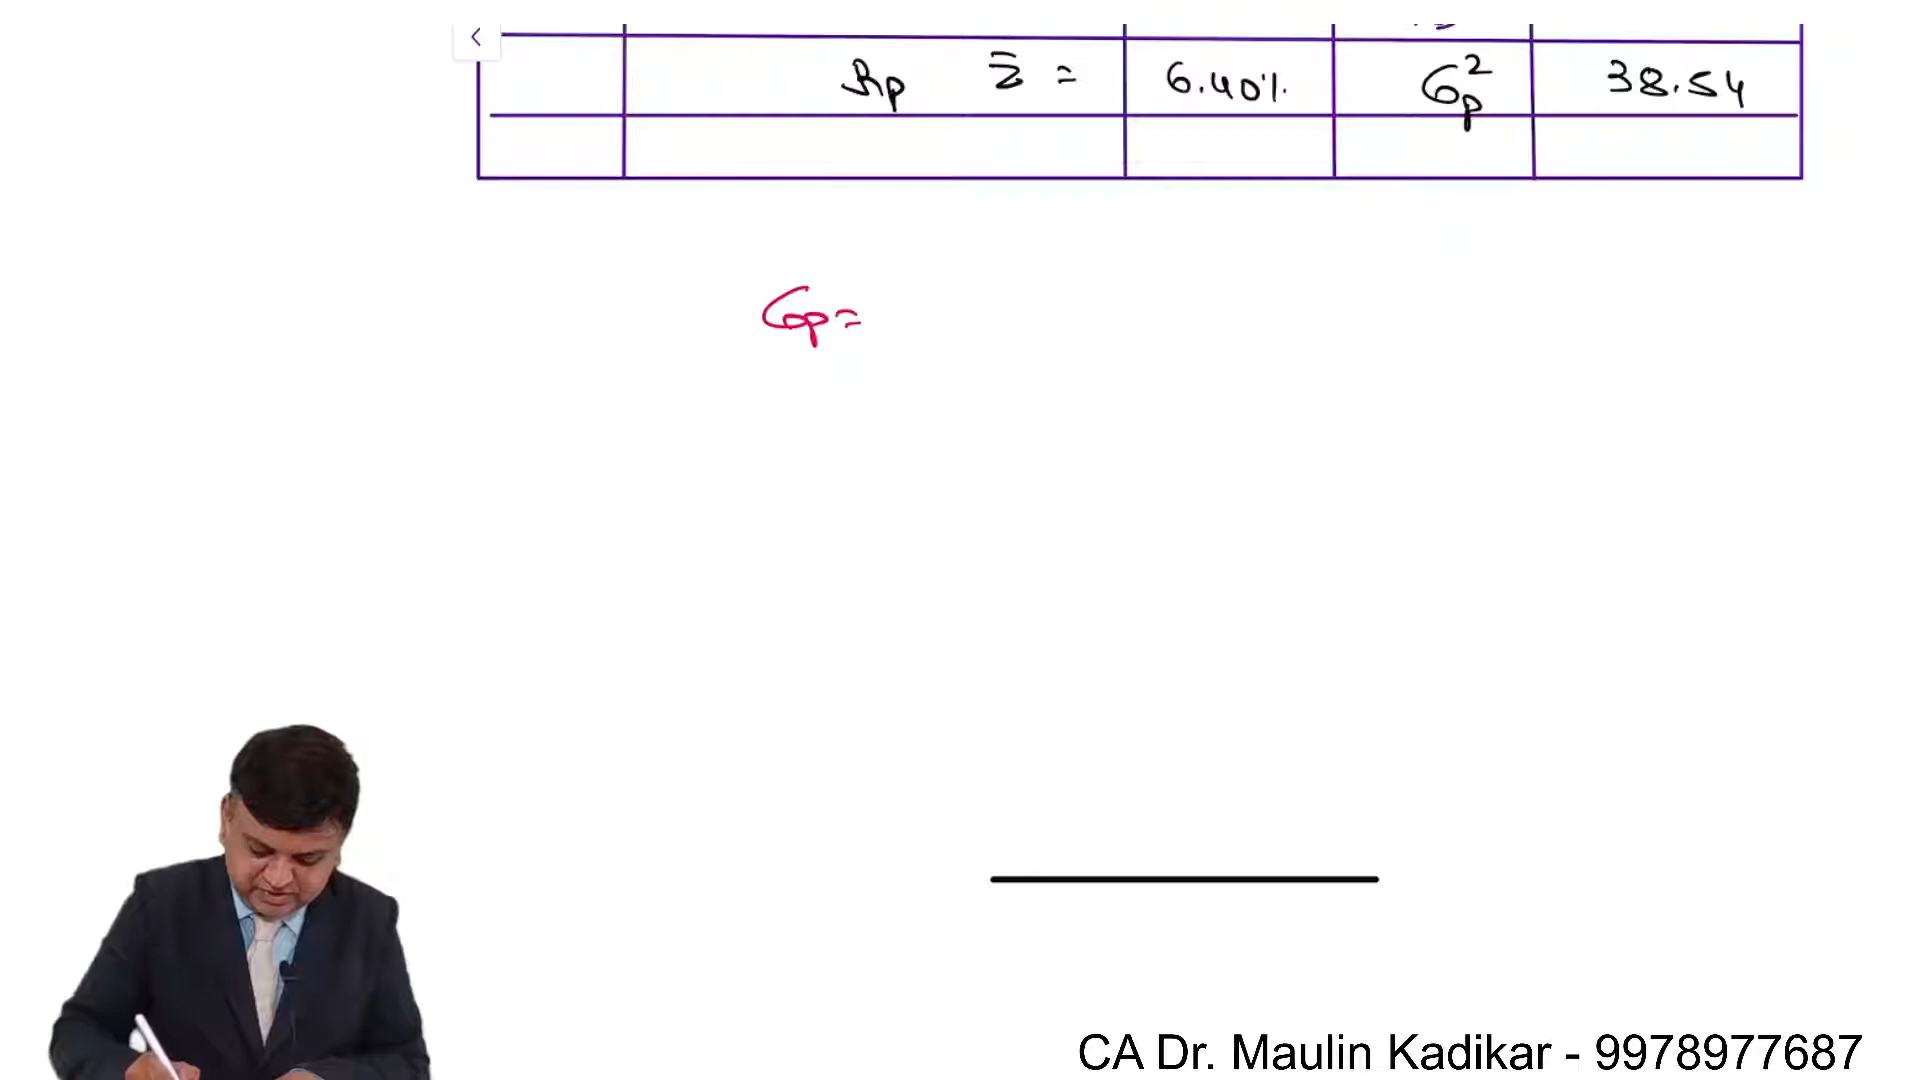 Rp z̄ = 6.40% σp² 38.54
σp =
CA Dr. Maulin Kadikar - 9978977687